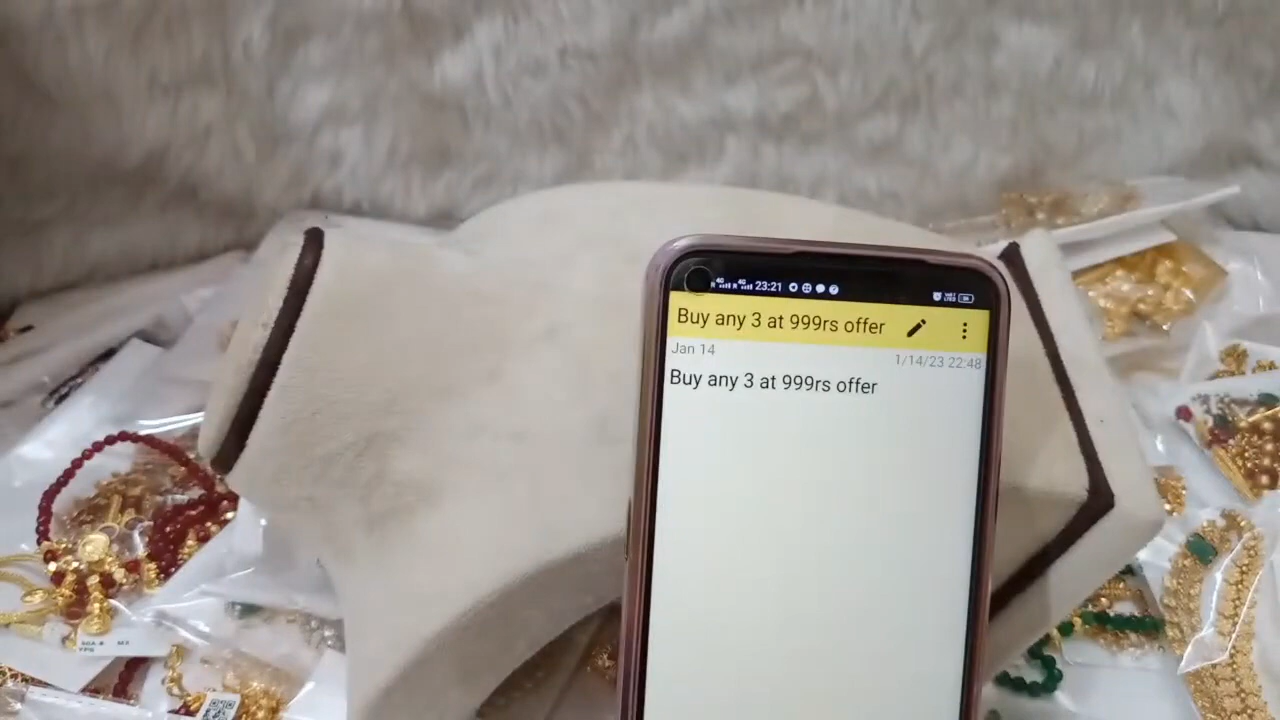 23:21
Buy any 3 at 999rs offer
Jan 14
1/14/23 22:48
Buy any 3 at 999rs offer